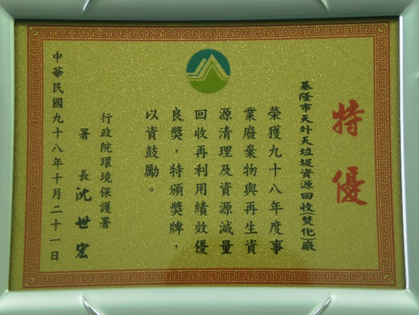 特優
基隆市天外天垃圾資源回收(焚化)廠
榮獲九十八年度事
業廢棄物與再生資
源清理及資源減量
回收再利用績效優
良獎，特頒獎牌，
以資鼓勵。
行政院環境保護署
署長沈世宏
中華民國九十八年十月二十一日